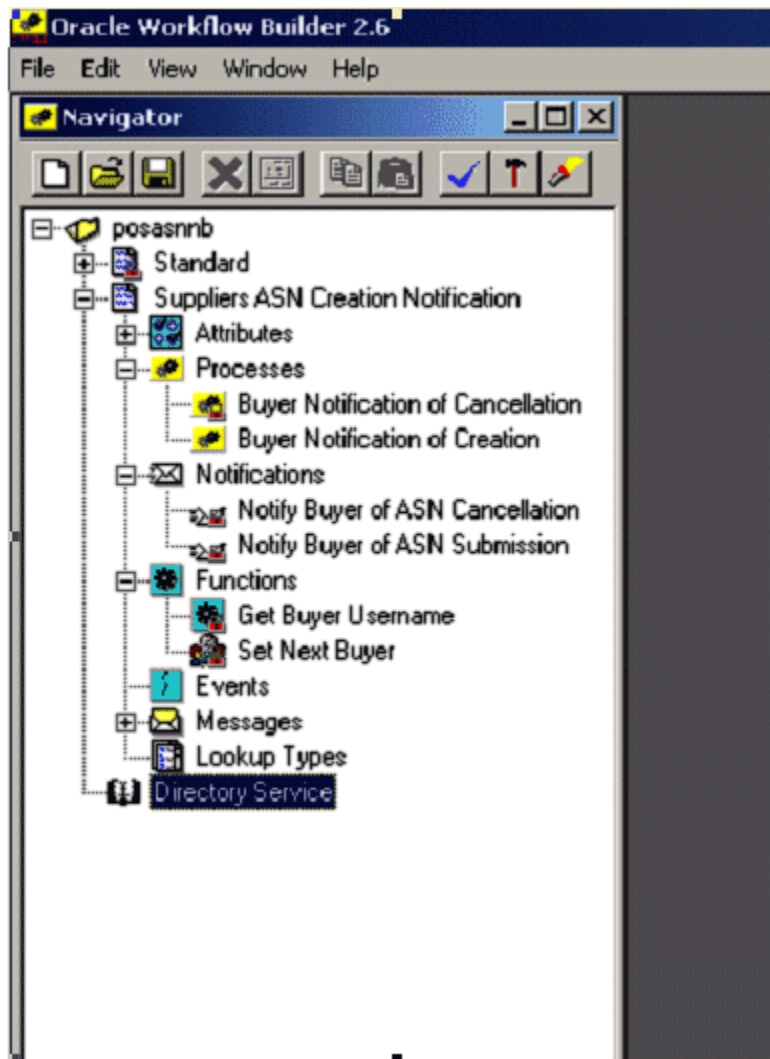 Oracle Workflow Builder 2.6
File Edit View Window Help
Navigator
posasnnb
Standard
Suppliers ASN Creation Notification
Attributes
Processes
Buyer Notification of Cancellation
Buyer Notification of Creation
Notifications
Notify Buyer of ASN Cancellation
Notify Buyer of ASN Submission
Functions
Get Buyer Username
Set Next Buyer
Events
Messages
Lookup Types
Directory Service